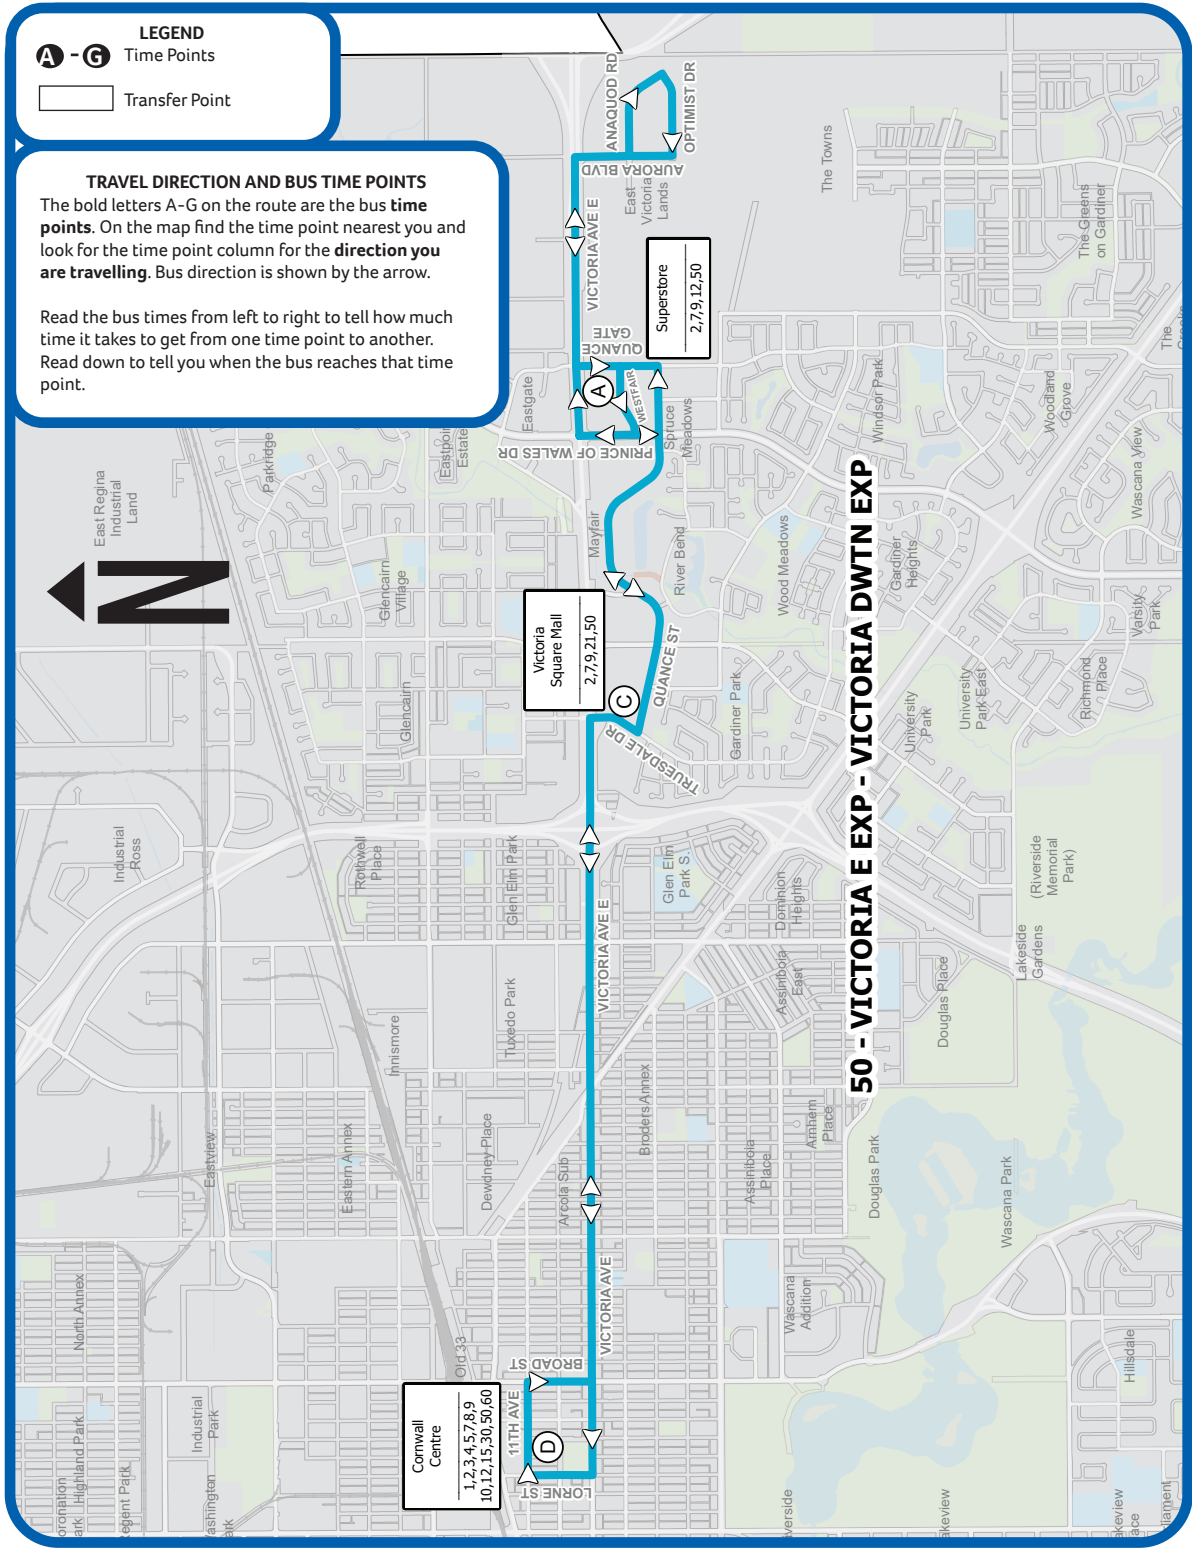 LEGEND
A - G Time Points
Transfer Point
TRAVEL DIRECTION AND BUS TIME POINTS
The bold letters A-G on the route are the bus time
points. On the map find the time point nearest you and
look for the time point column for the direction you
are travelling. Bus direction is shown by the arrow.
Read the bus times from left to right to tell how much
time it takes to get from one time point to another.
Read down to tell you when the bus reaches that time
point.
N
50 - VICTORIA E EXP - VICTORIA DWTN EXP
ANAQUOD RD
OPTIMIST DR
AURORA BLVD
East
Victoria
Lands
VICTORIA AVE E
The Towns
The Greens
on Gardiner
Superstore
2,7,9,12,50
QUANCE
GATE
A
WESTFAIR
PRINCE OF WALES DR
Eastgate
Spruce
Meadows
Windsor Park
Woodland
Grove
The
Wascana View
Parkridge
Estate
East Regina
Industrial
Land
Mayfair
River Bend
Wood Meadows
Gardiner
Heights
Glencairn
Village
Varsity
Park
Victoria
Square Mall
2,7,9,21,50
C
QUANCE ST
TRUESDALE DR
Glencairn
Gardiner Park
University
Park
University
Park East
Richmond
Place
Industrial
Ross
Rothwell
Place
Glen Elm Park
Glen Elm
Park S.
Dominion
Heights
(Riverside
Memorial
Park)
VICTORIA AVE E
Lakeside
Gardens
Assiniboia
East
Douglas Place
Innismore
Tuxedo Park
Broders Annex
Arnhem
Place
Eastview
Eastern Annex
Dewdney Place
Arcola Sub
Assiniboia
Place
Douglas Park
Wascana Park
North Annex
VICTORIA AVE
Wascana
Addition
Old 33
BROAD ST
Hillsdale
Cornwall
Centre
1,2,3,4,5,7,8,9
10,12,15,30,50,60
11TH AVE
D
LORNE ST
Highland Park
Industrial
Park